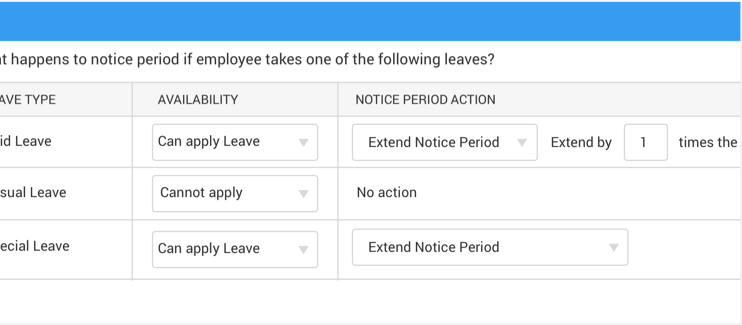 t happens to notice period if employee takes one of the following leaves?
AVE TYPE AVAILABILITY NOTICE PERIOD ACTION
id Leave Can apply Leave Extend Notice Period Extend by 1 times the
sual Leave Cannot apply No action
ecial Leave Can apply Leave Extend Notice Period